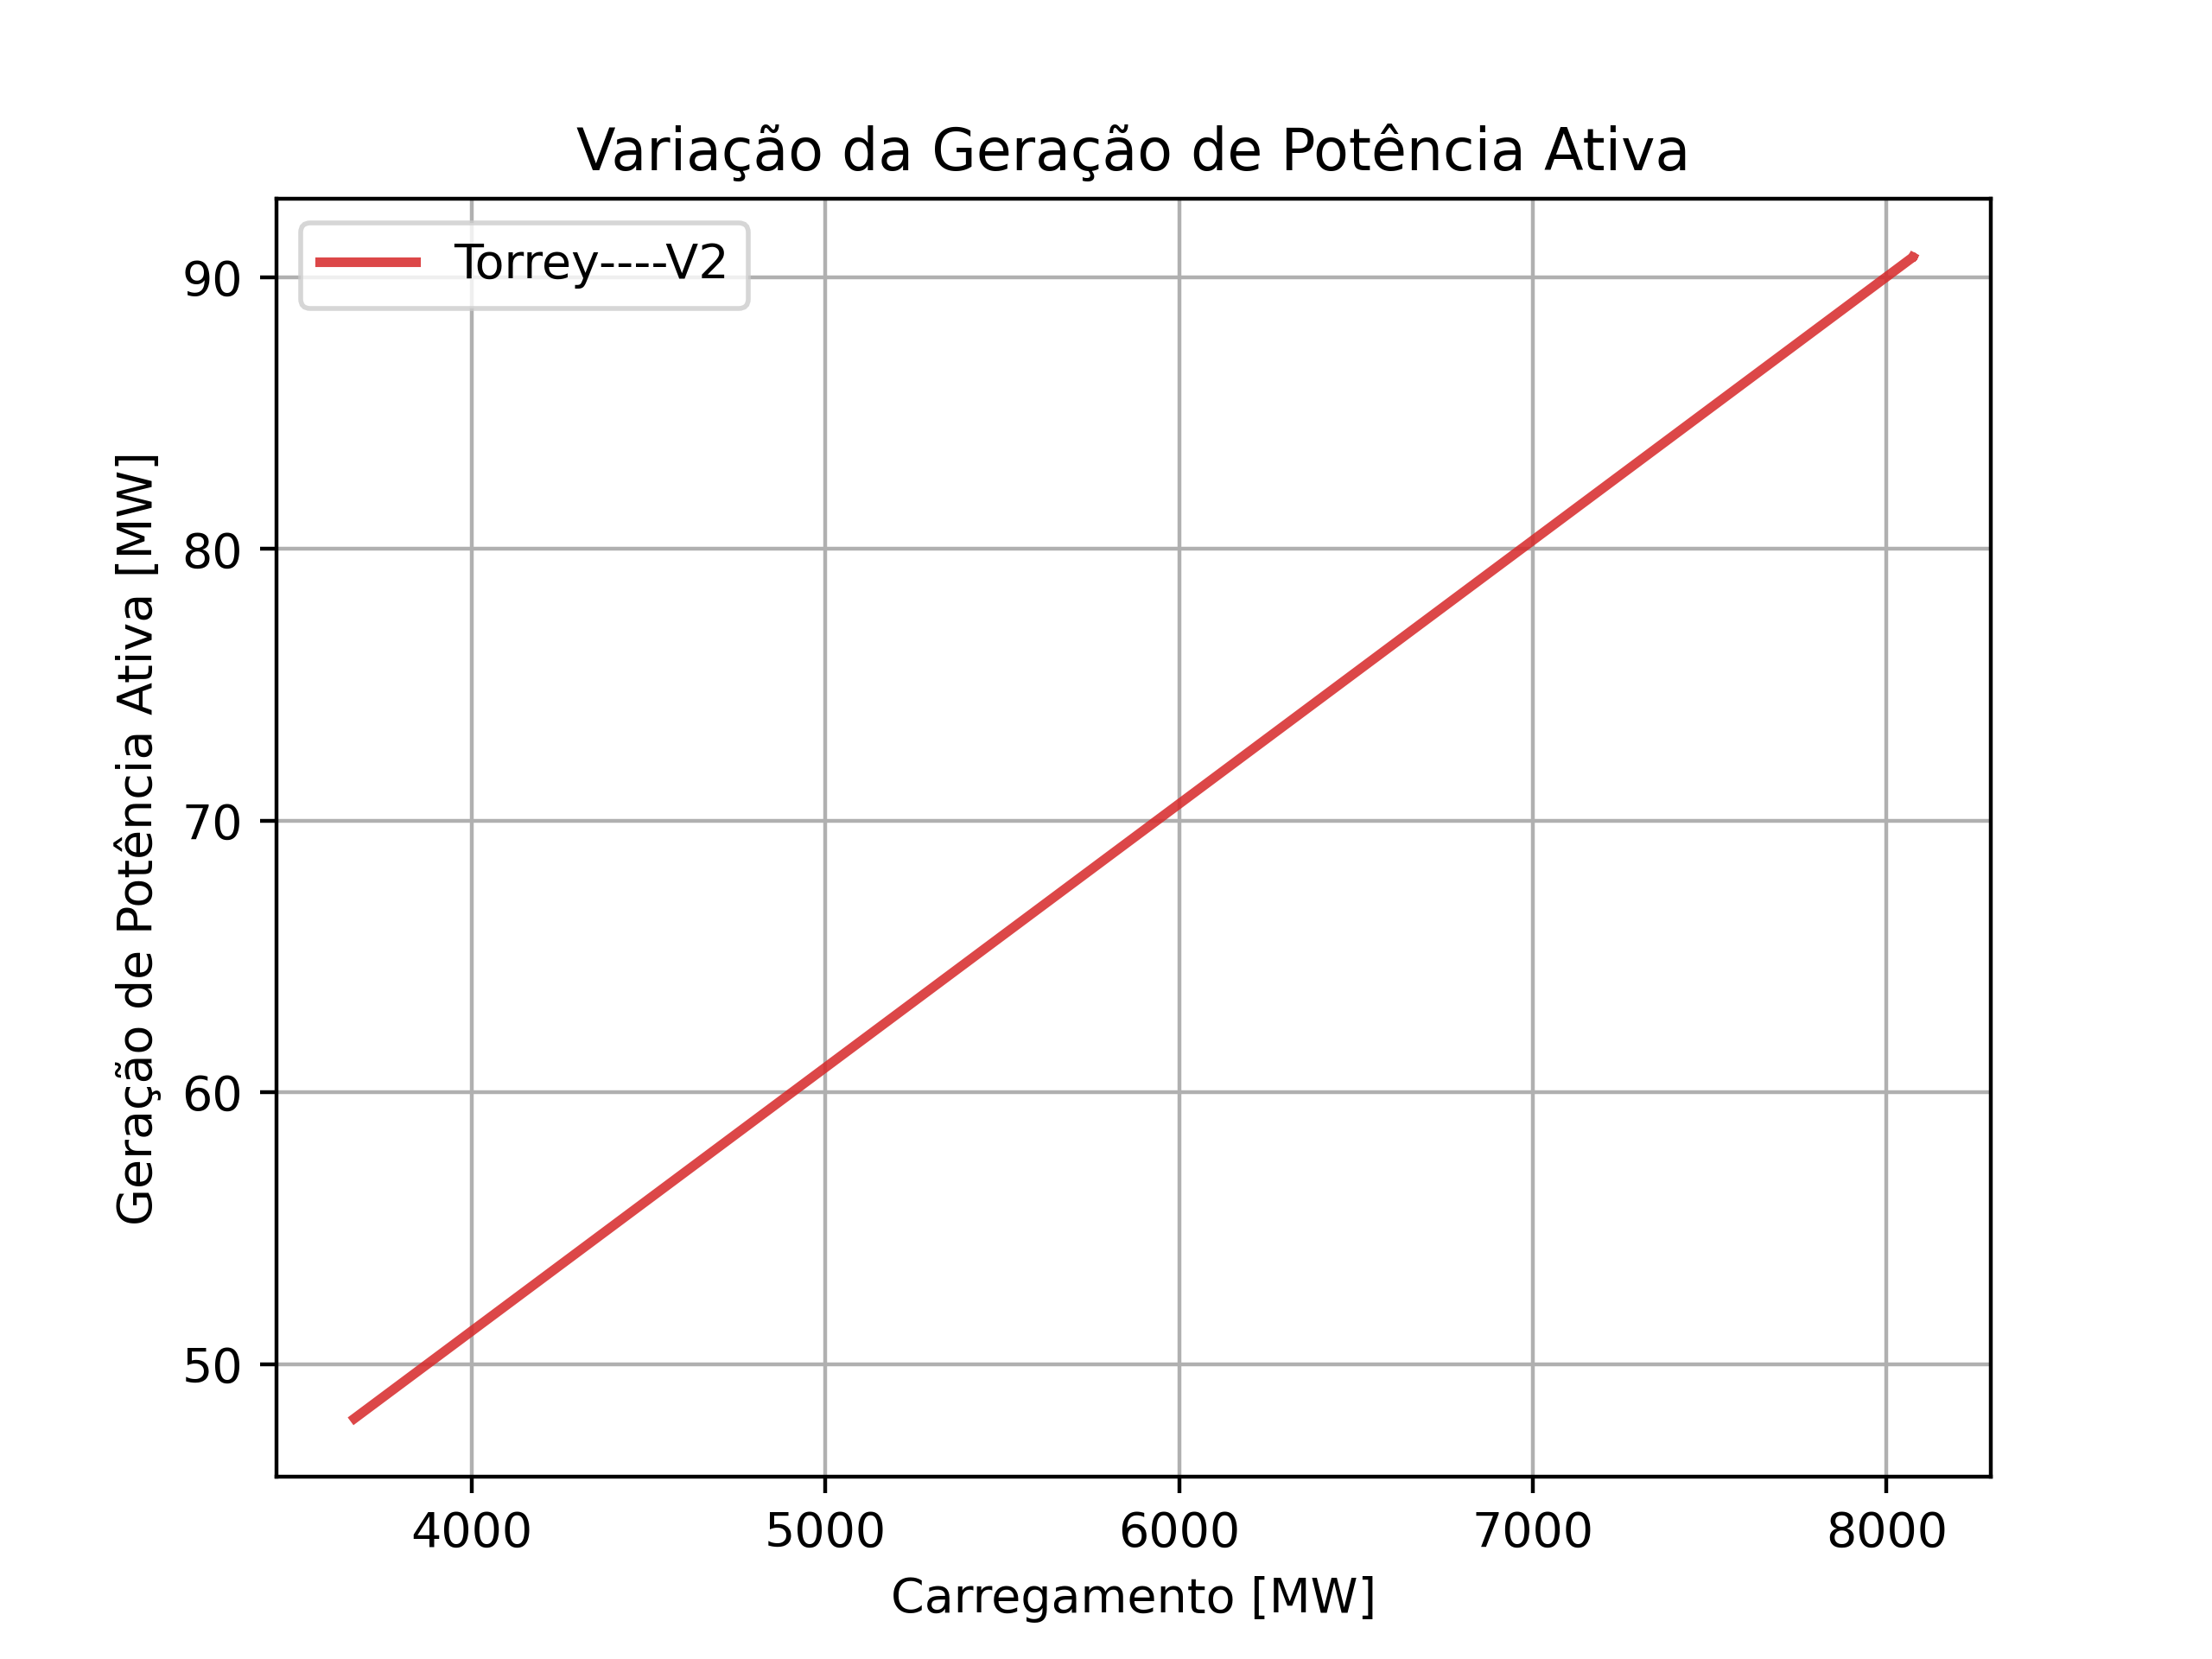 Variação da Geração de Potência Ativa
Torrey----V2
Geração de Potência Ativa [MW]
90
80
70
60
50
4000 5000 6000 7000 8000
Carregamento [MW]